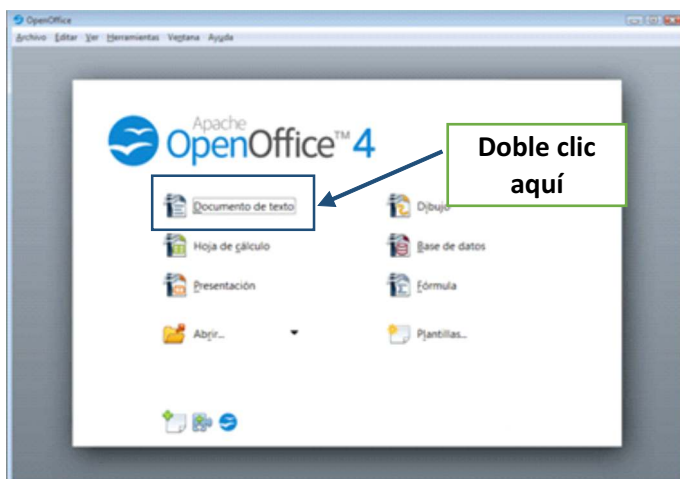 OpenOffice
Archivo Editar Ver Herramientas Ventana Ayuda
Apache
OpenOffice™ 4
Doble clic
aquí
Documento de texto
Dibujo
Hoja de cálculo
Base de datos
Presentación
Fórmula
Abrir...
Plantillas...